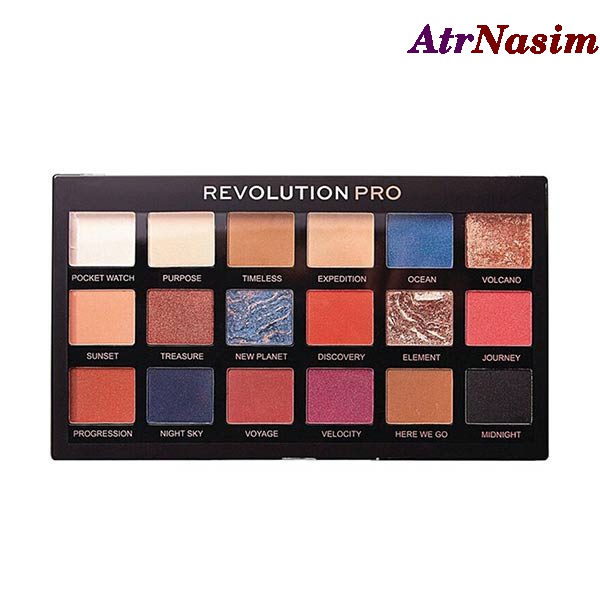 AtrNasim
REVOLUTION PRO
POCKET WATCH PURPOSE TIMELESS EXPEDITION OCEAN VOLCANO
SUNSET TREASURE NEW PLANET DISCOVERY ELEMENT JOURNEY
PROGRESSION NIGHT SKY VOYAGE VELOCITY HERE WE GO MIDNIGHT